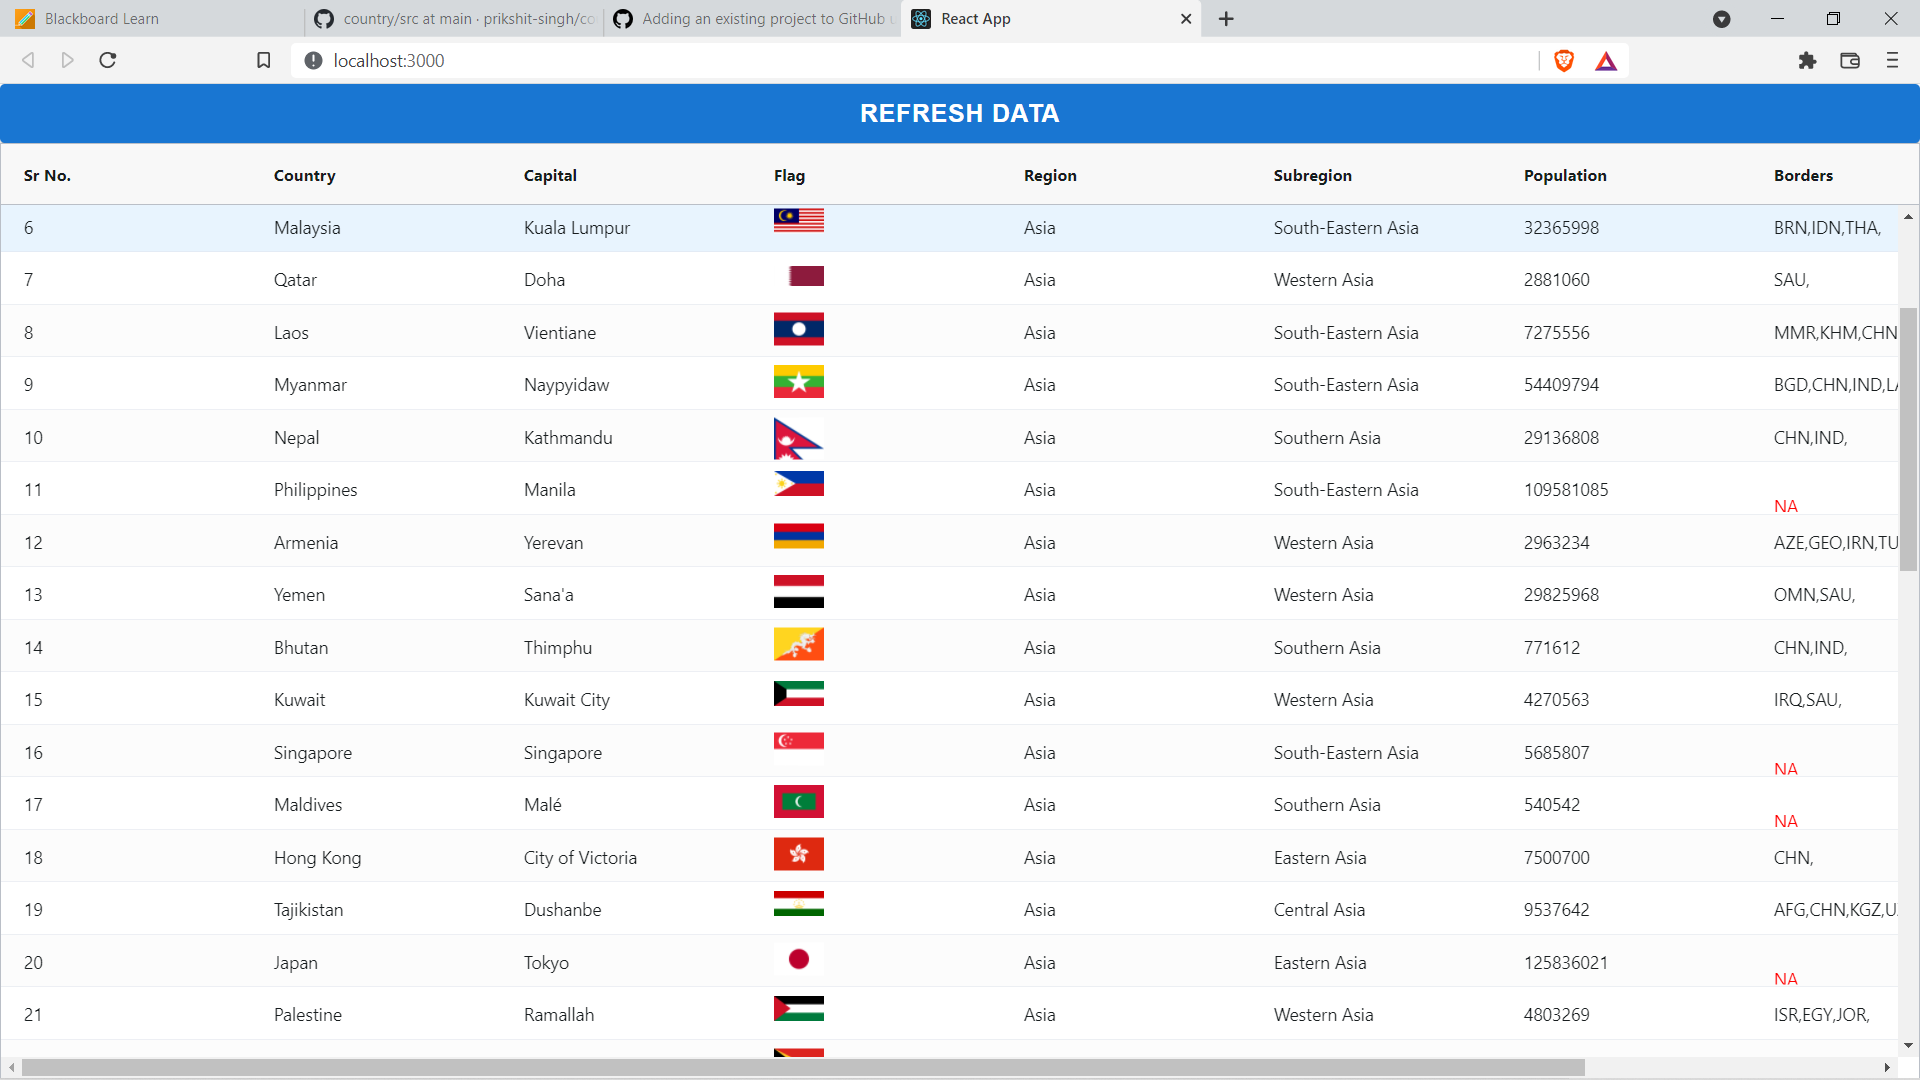 Blackboard Learn country/src at main · prikshit-singh/co Adding an existing project to GitHub u React App
localhost:3000
REFRESH DATA
Sr No. Country Capital Flag Region Subregion Population Borders
6 Malaysia Kuala Lumpur Asia South-Eastern Asia 32365998 BRN,IDN,THA,
7 Qatar Doha Asia Western Asia 2881060 SAU,
8 Laos Vientiane Asia South-Eastern Asia 7275556 MMR,KHM,CHN
9 Myanmar Naypyidaw Asia South-Eastern Asia 54409794 BGD,CHN,IND,LA
10 Nepal Kathmandu Asia Southern Asia 29136808 CHN,IND,
11 Philippines Manila Asia South-Eastern Asia 109581085 NA
12 Armenia Yerevan Asia Western Asia 2963234 AZE,GEO,IRN,TU
13 Yemen Sana'a Asia Western Asia 29825968 OMN,SAU,
14 Bhutan Thimphu Asia Southern Asia 771612 CHN,IND,
15 Kuwait Kuwait City Asia Western Asia 4270563 IRQ,SAU,
16 Singapore Singapore Asia South-Eastern Asia 5685807 NA
17 Maldives Malé Asia Southern Asia 540542 NA
18 Hong Kong City of Victoria Asia Eastern Asia 7500700 CHN,
19 Tajikistan Dushanbe Asia Central Asia 9537642 AFG,CHN,KGZ,U
20 Japan Tokyo Asia Eastern Asia 125836021 NA
21 Palestine Ramallah Asia Western Asia 4803269 ISR,EGY,JOR,